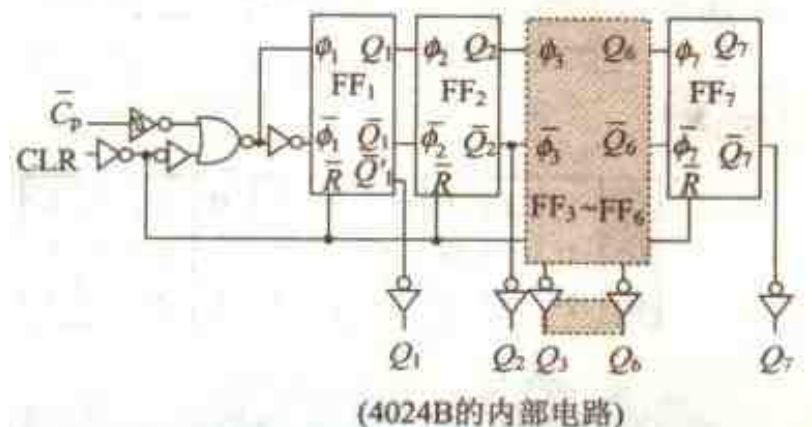 ϕ₁ Q₁ ϕ₂ Q₂ ϕ₃ Q₆ ϕ₇ Q₇
FF₁ FF₂ FF₇
C̄ₚ
ϕ̄₁ Q̄₁ ϕ̄₂ Q̄₂ ϕ̄₃ Q̄₆ ϕ̄₂ Q̄₇
CLR
R̄ Q̄'₁ R̄ R̄
FF₃~FF₆
Q₁ Q₂ Q₃ Q₆ Q₇
(4024B的内部电路)